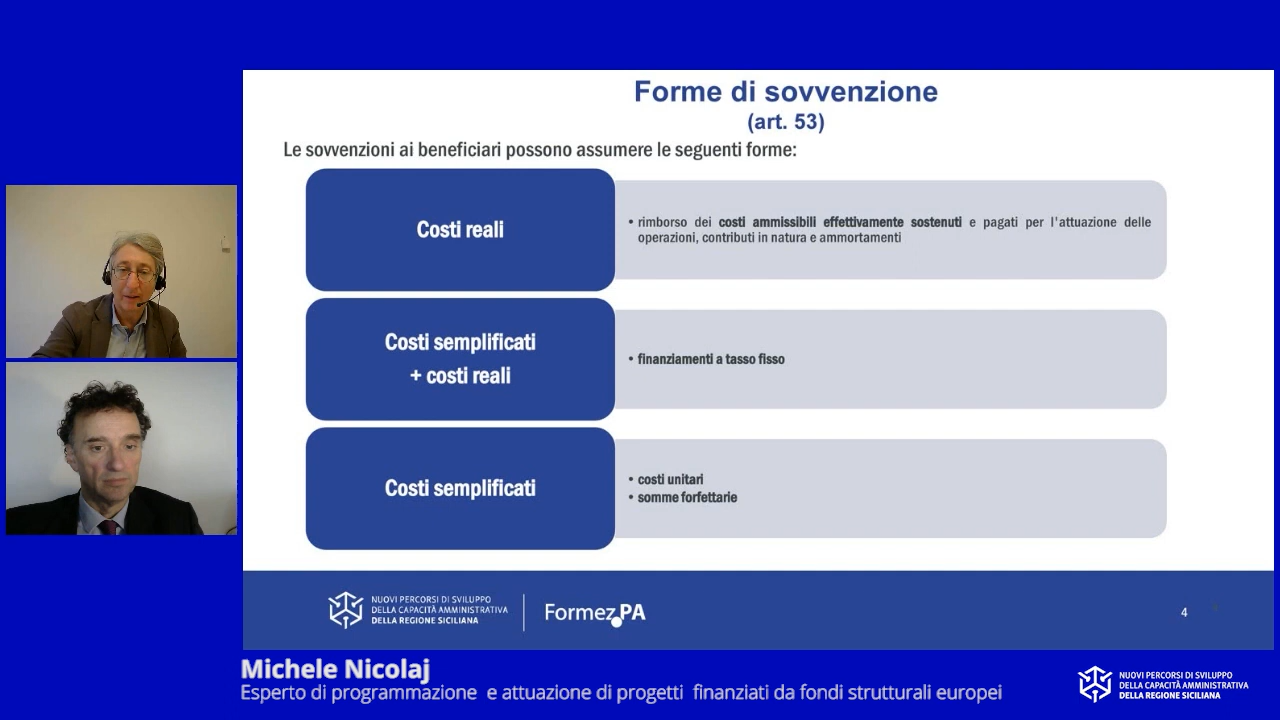 Forme di sovvenzione
(art. 53)
Le sovvenzioni ai beneficiari possono assumere le seguenti forme:
Costi reali
• rimborso dei costi ammissibili effettivamente sostenuti e pagati per l'attuazione delle
operazioni, contributi in natura e ammortamenti
Costi semplificati
+ costi reali
• finanziamenti a tasso fisso
Costi semplificati
• costi unitari
• somme forfettarie
NUOVI PERCORSI DI SVILUPPO
DELLA CAPACITÀ AMMINISTRATIVA
DELLA REGIONE SICILIANA
Formez.PA
4
Michele Nicolaj
Esperto di programmazione e attuazione di progetti finanziati da fondi strutturali europei
NUOVI PERCORSI DI SVILUPPO
DELLA CAPACITÀ AMMINISTRATIVA
DELLA REGIONE SICILIANA